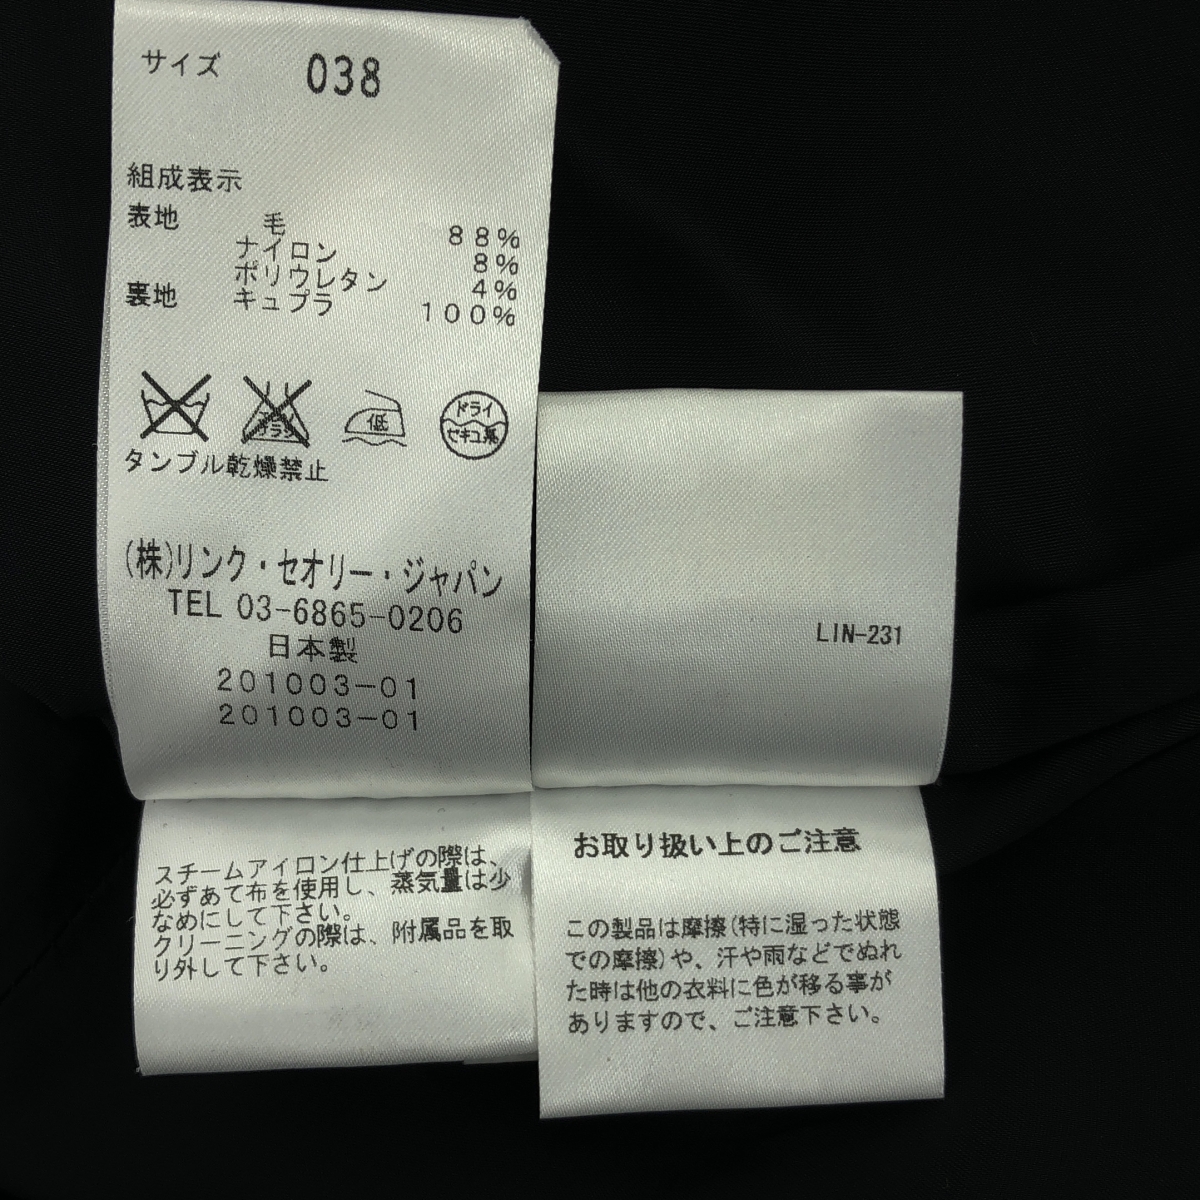 サイズ 038
組成表示
表地 毛 88%
ナイロン 8%
ポリウレタン 4%
裏地 キュプラ 100%
低
ドライ
セキユ系
タンブル乾燥禁止
(株)リンク・セオリー・ジャパン
TEL 03-6865-0206
日本製
201003-01
201003-01
LIN-231
スチームアイロン仕上げの際は、
必ずあて布を使用し、蒸気量は少
なめにして下さい。
クリーニングの際は、附属品を取
り外して下さい。
お取り扱い上のご注意
この製品は摩擦(特に湿った状態
での摩擦)や、汗や雨などでぬれ
た時は他の衣料に色が移る事が
ありますので、ご注意下さい。